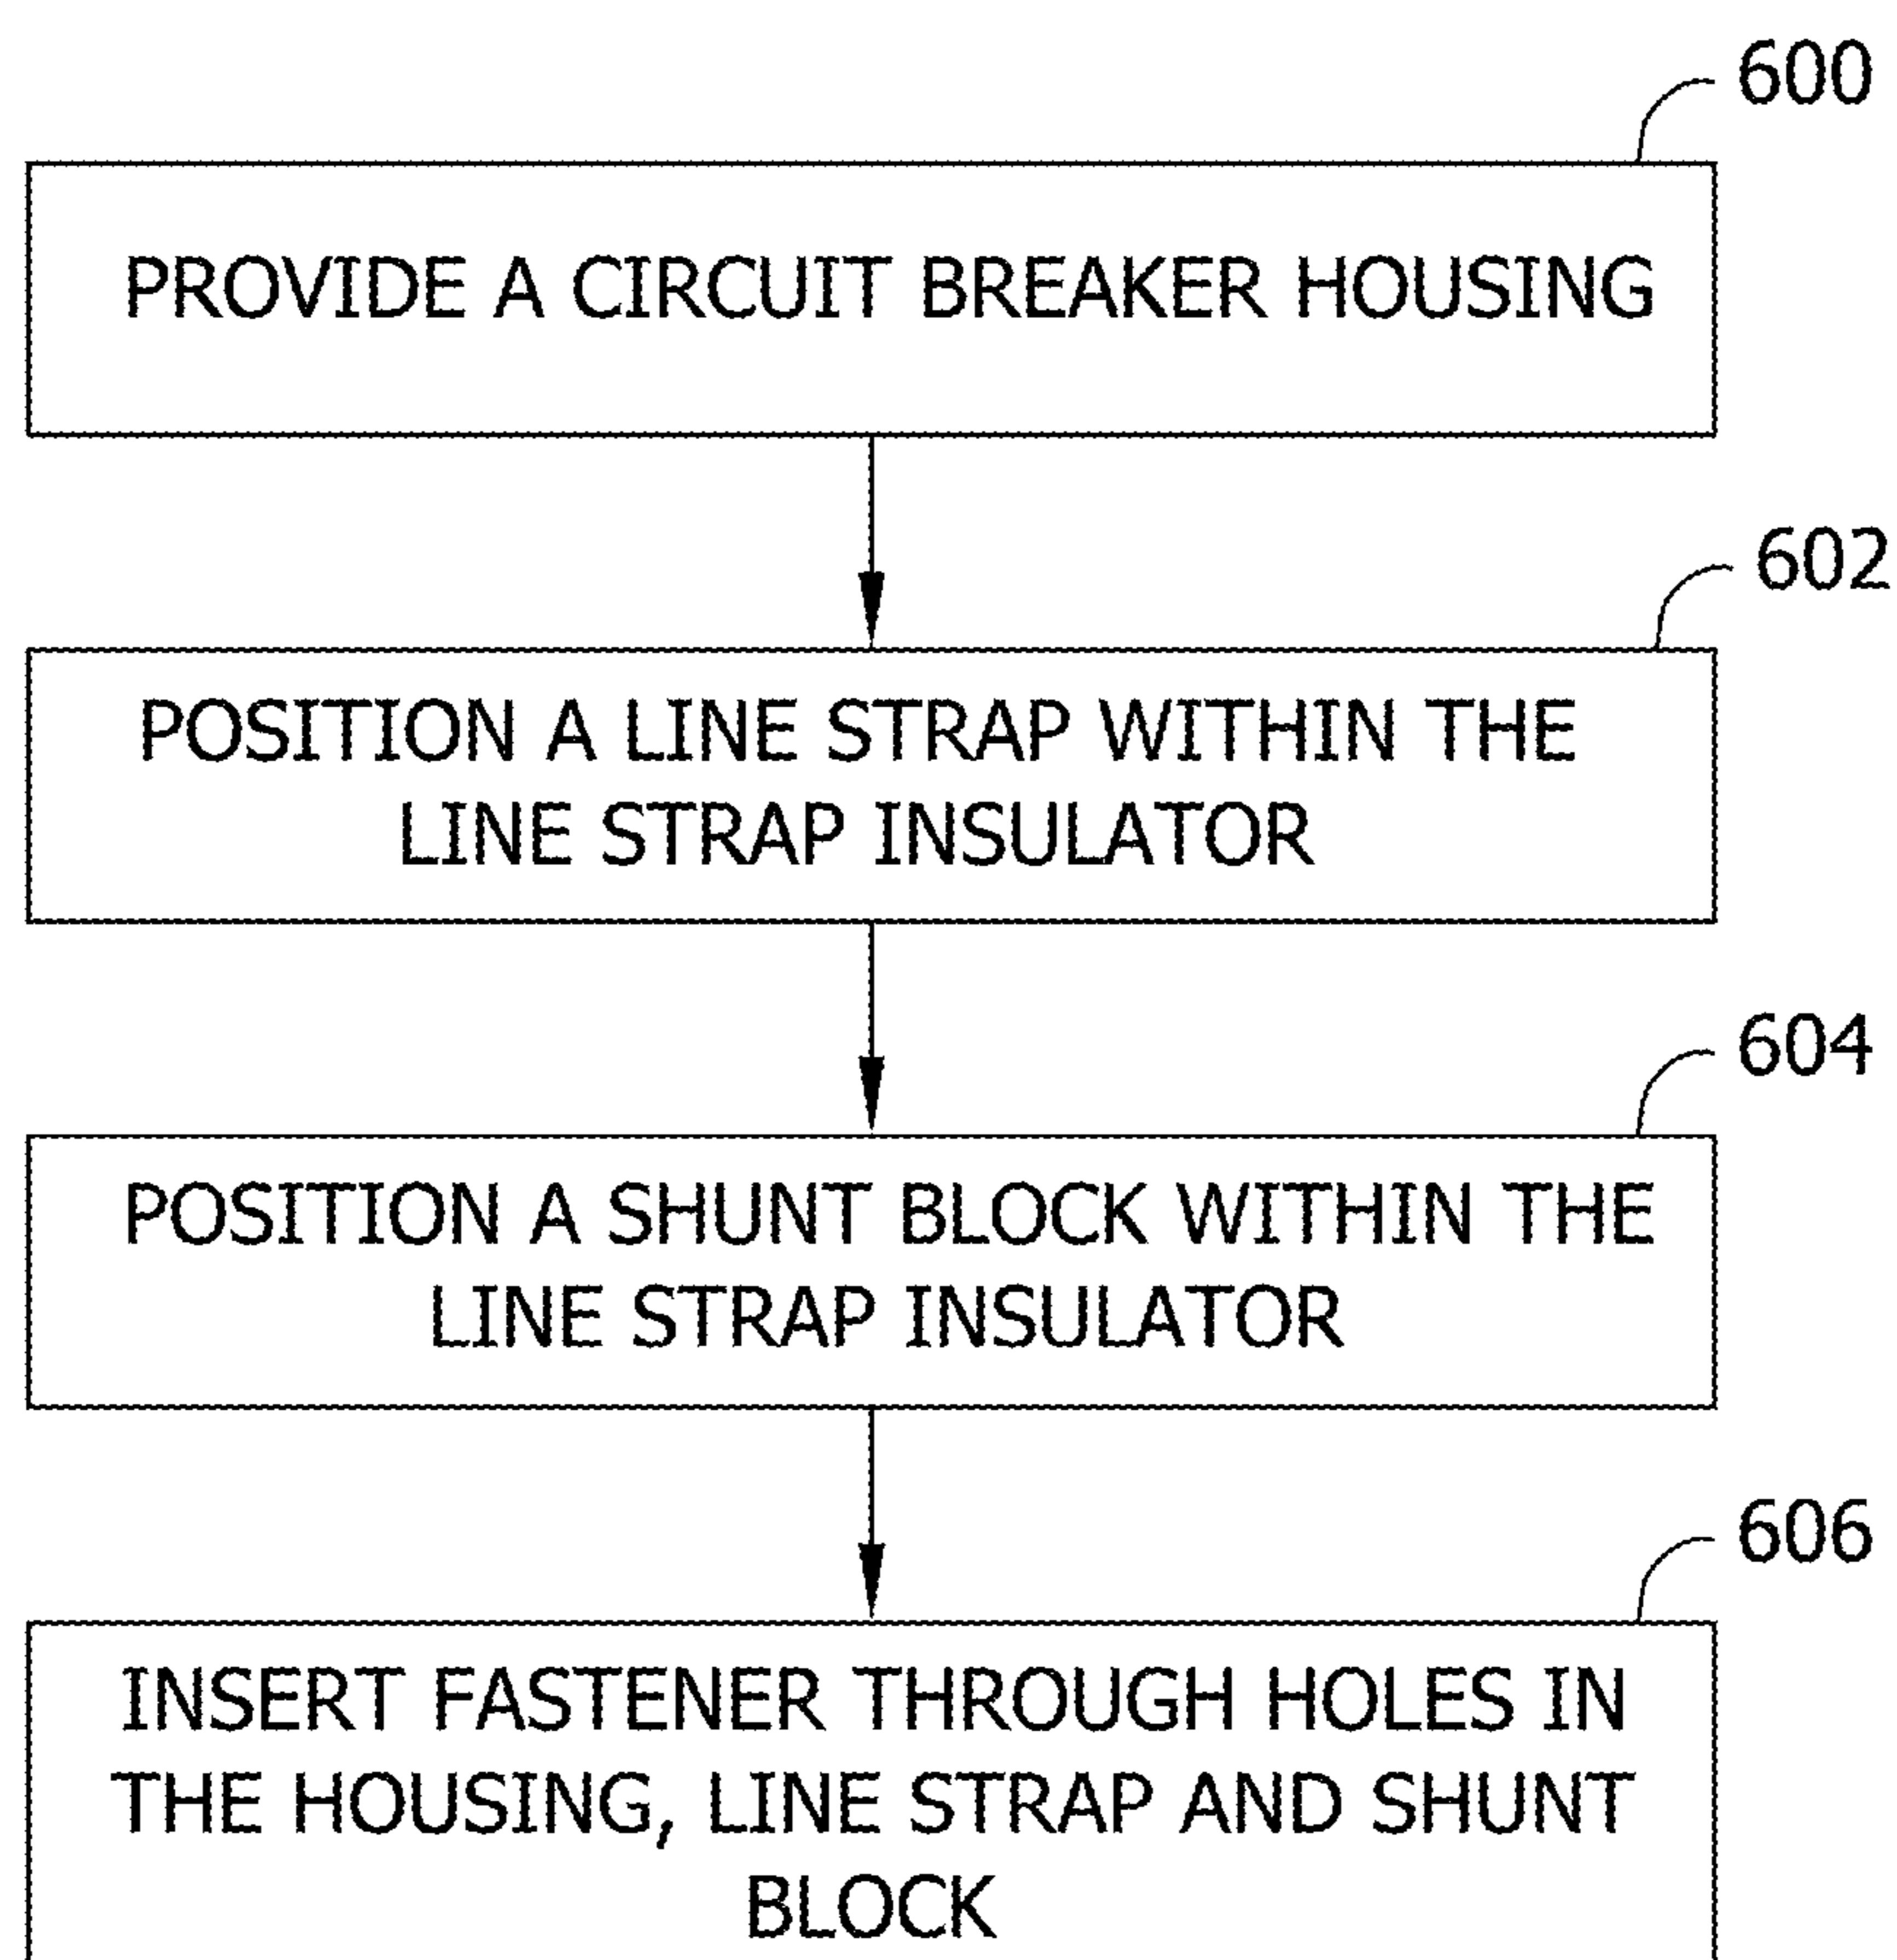 600
PROVIDE A CIRCUIT BREAKER HOUSING
602
POSITION A LINE STRAP WITHIN THE
LINE STRAP INSULATOR
604
POSITION A SHUNT BLOCK WITHIN THE
LINE STRAP INSULATOR
606
INSERT FASTENER THROUGH HOLES IN
THE HOUSING, LINE STRAP AND SHUNT
BLOCK